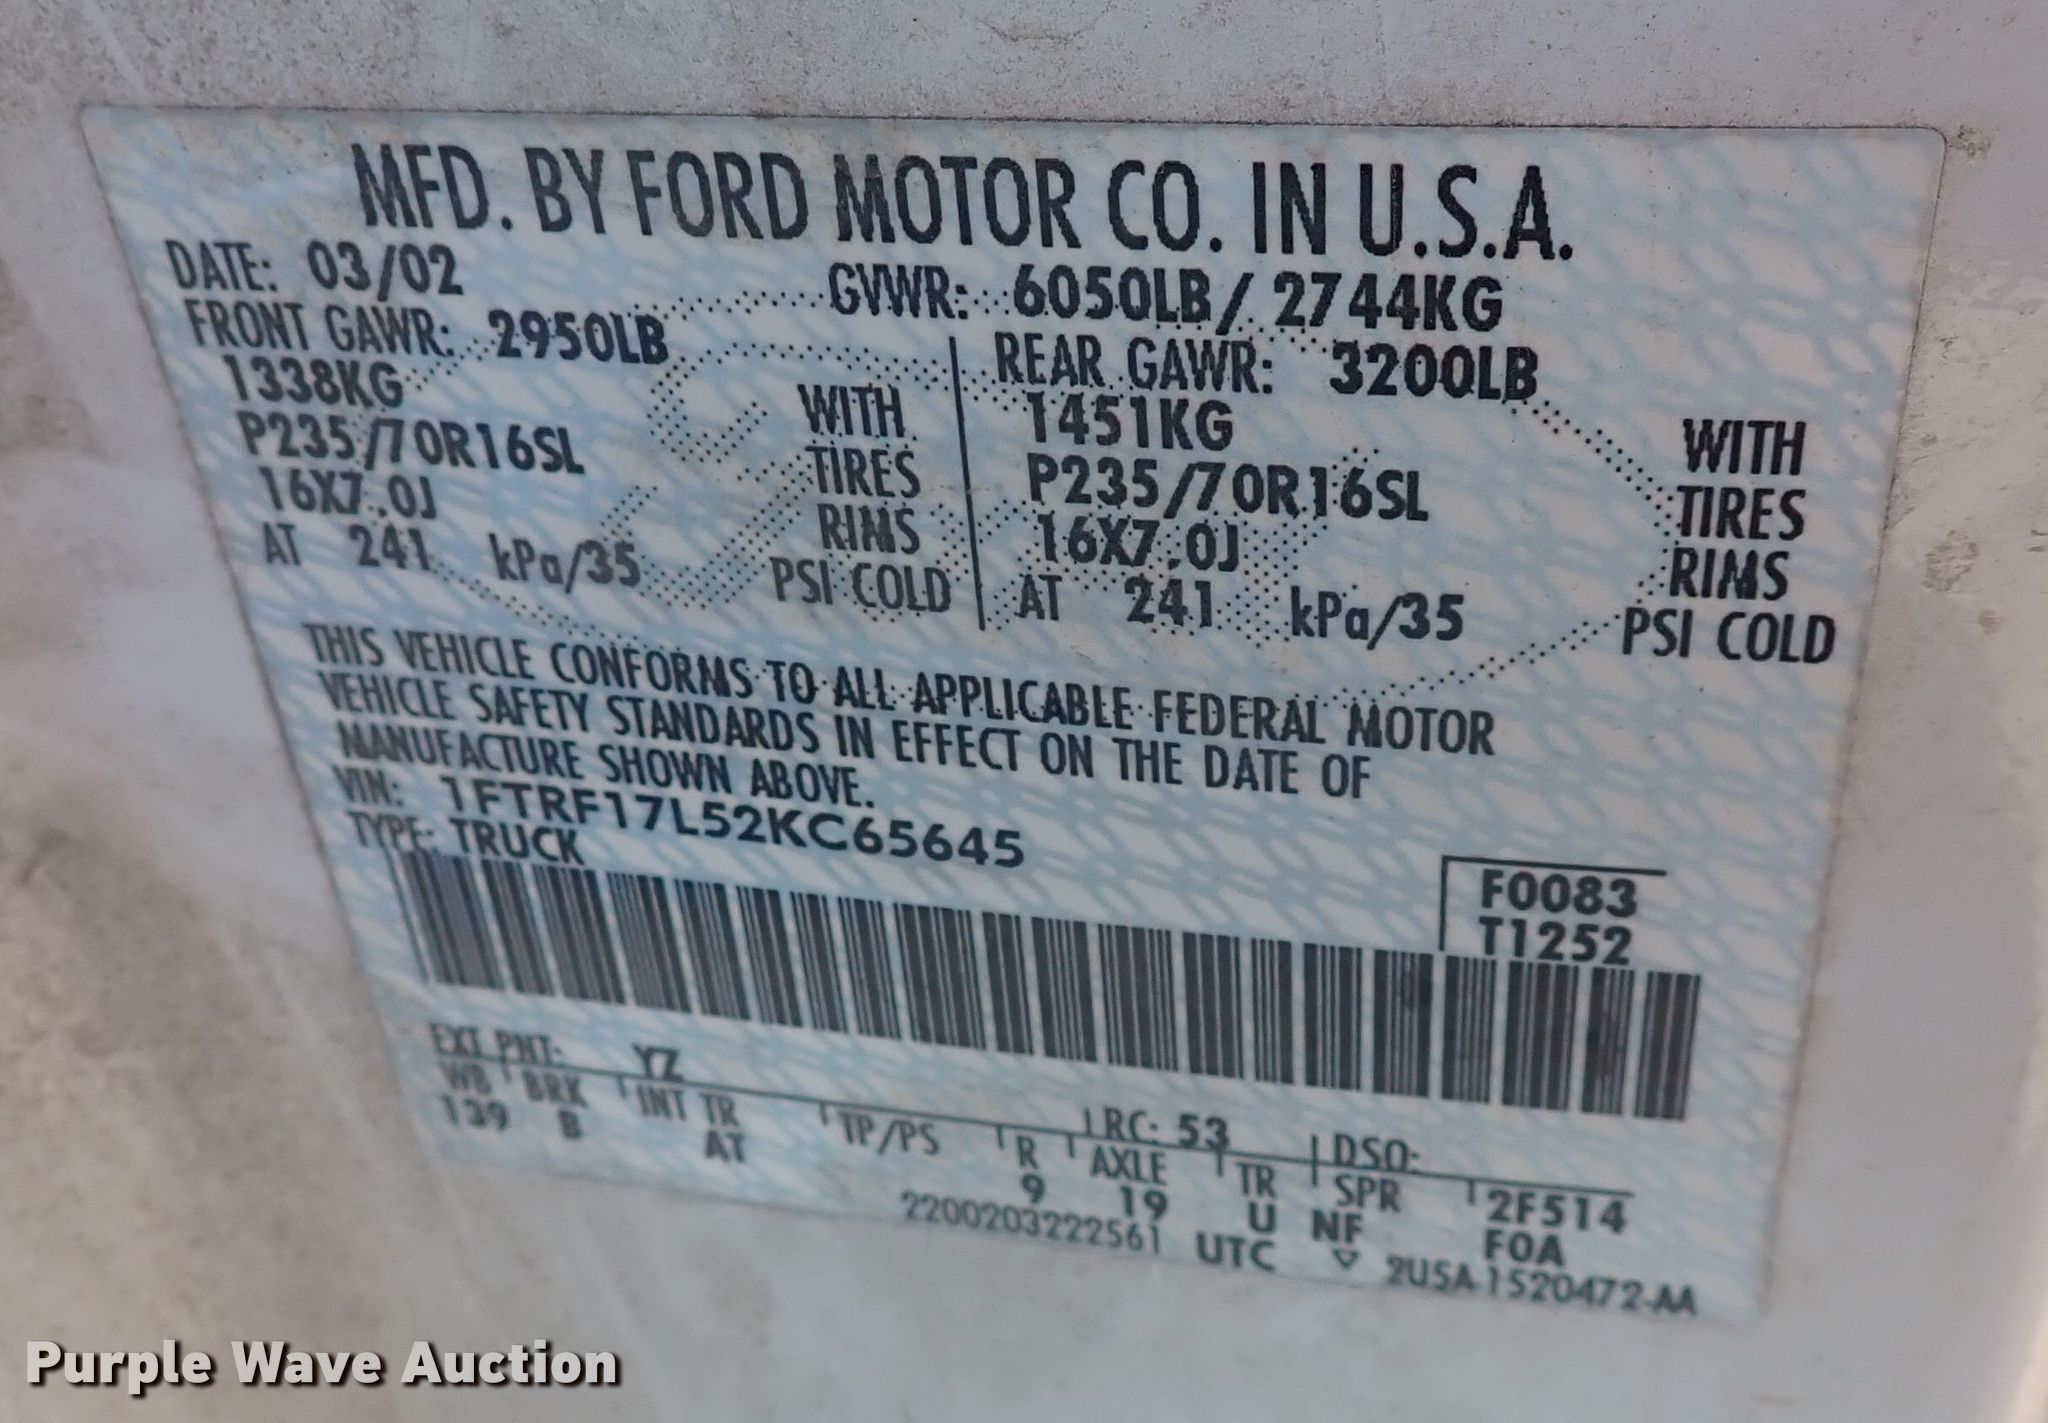 MFD. BY FORD MOTOR CO. IN U.S.A.
DATE: 03/02 GVWR: 6050LB/ 2744KG
FRONT GAWR: 2950LB REAR GAWR: 3200LB
1338KG WITH 1451KG WITH
P235/70R16SL TIRES P235/70R16SL TIRES
16X7.0J RIMS 16X7.0J RIMS
AT 241 kPa/35 PSI COLD AT 241 kPa/35 PSI COLD
THIS VEHICLE CONFORMS TO ALL APPLICABLE FEDERAL MOTOR
VEHICLE SAFETY STANDARDS IN EFFECT ON THE DATE OF
MANUFACTURE SHOWN ABOVE.
VIN: 1FTRF17L52KC65645
TYPE: TRUCK
F0083
T1252
EXT PNT: YZ RC: 53 DSO:
WB BRK INT TR TP/PS R AXLE TR SPR 2F514
139 B AT 9 19 U NF FOA
2200203222561 UTC ▽ 2U5A-1520472-AA
Purple Wave Auction